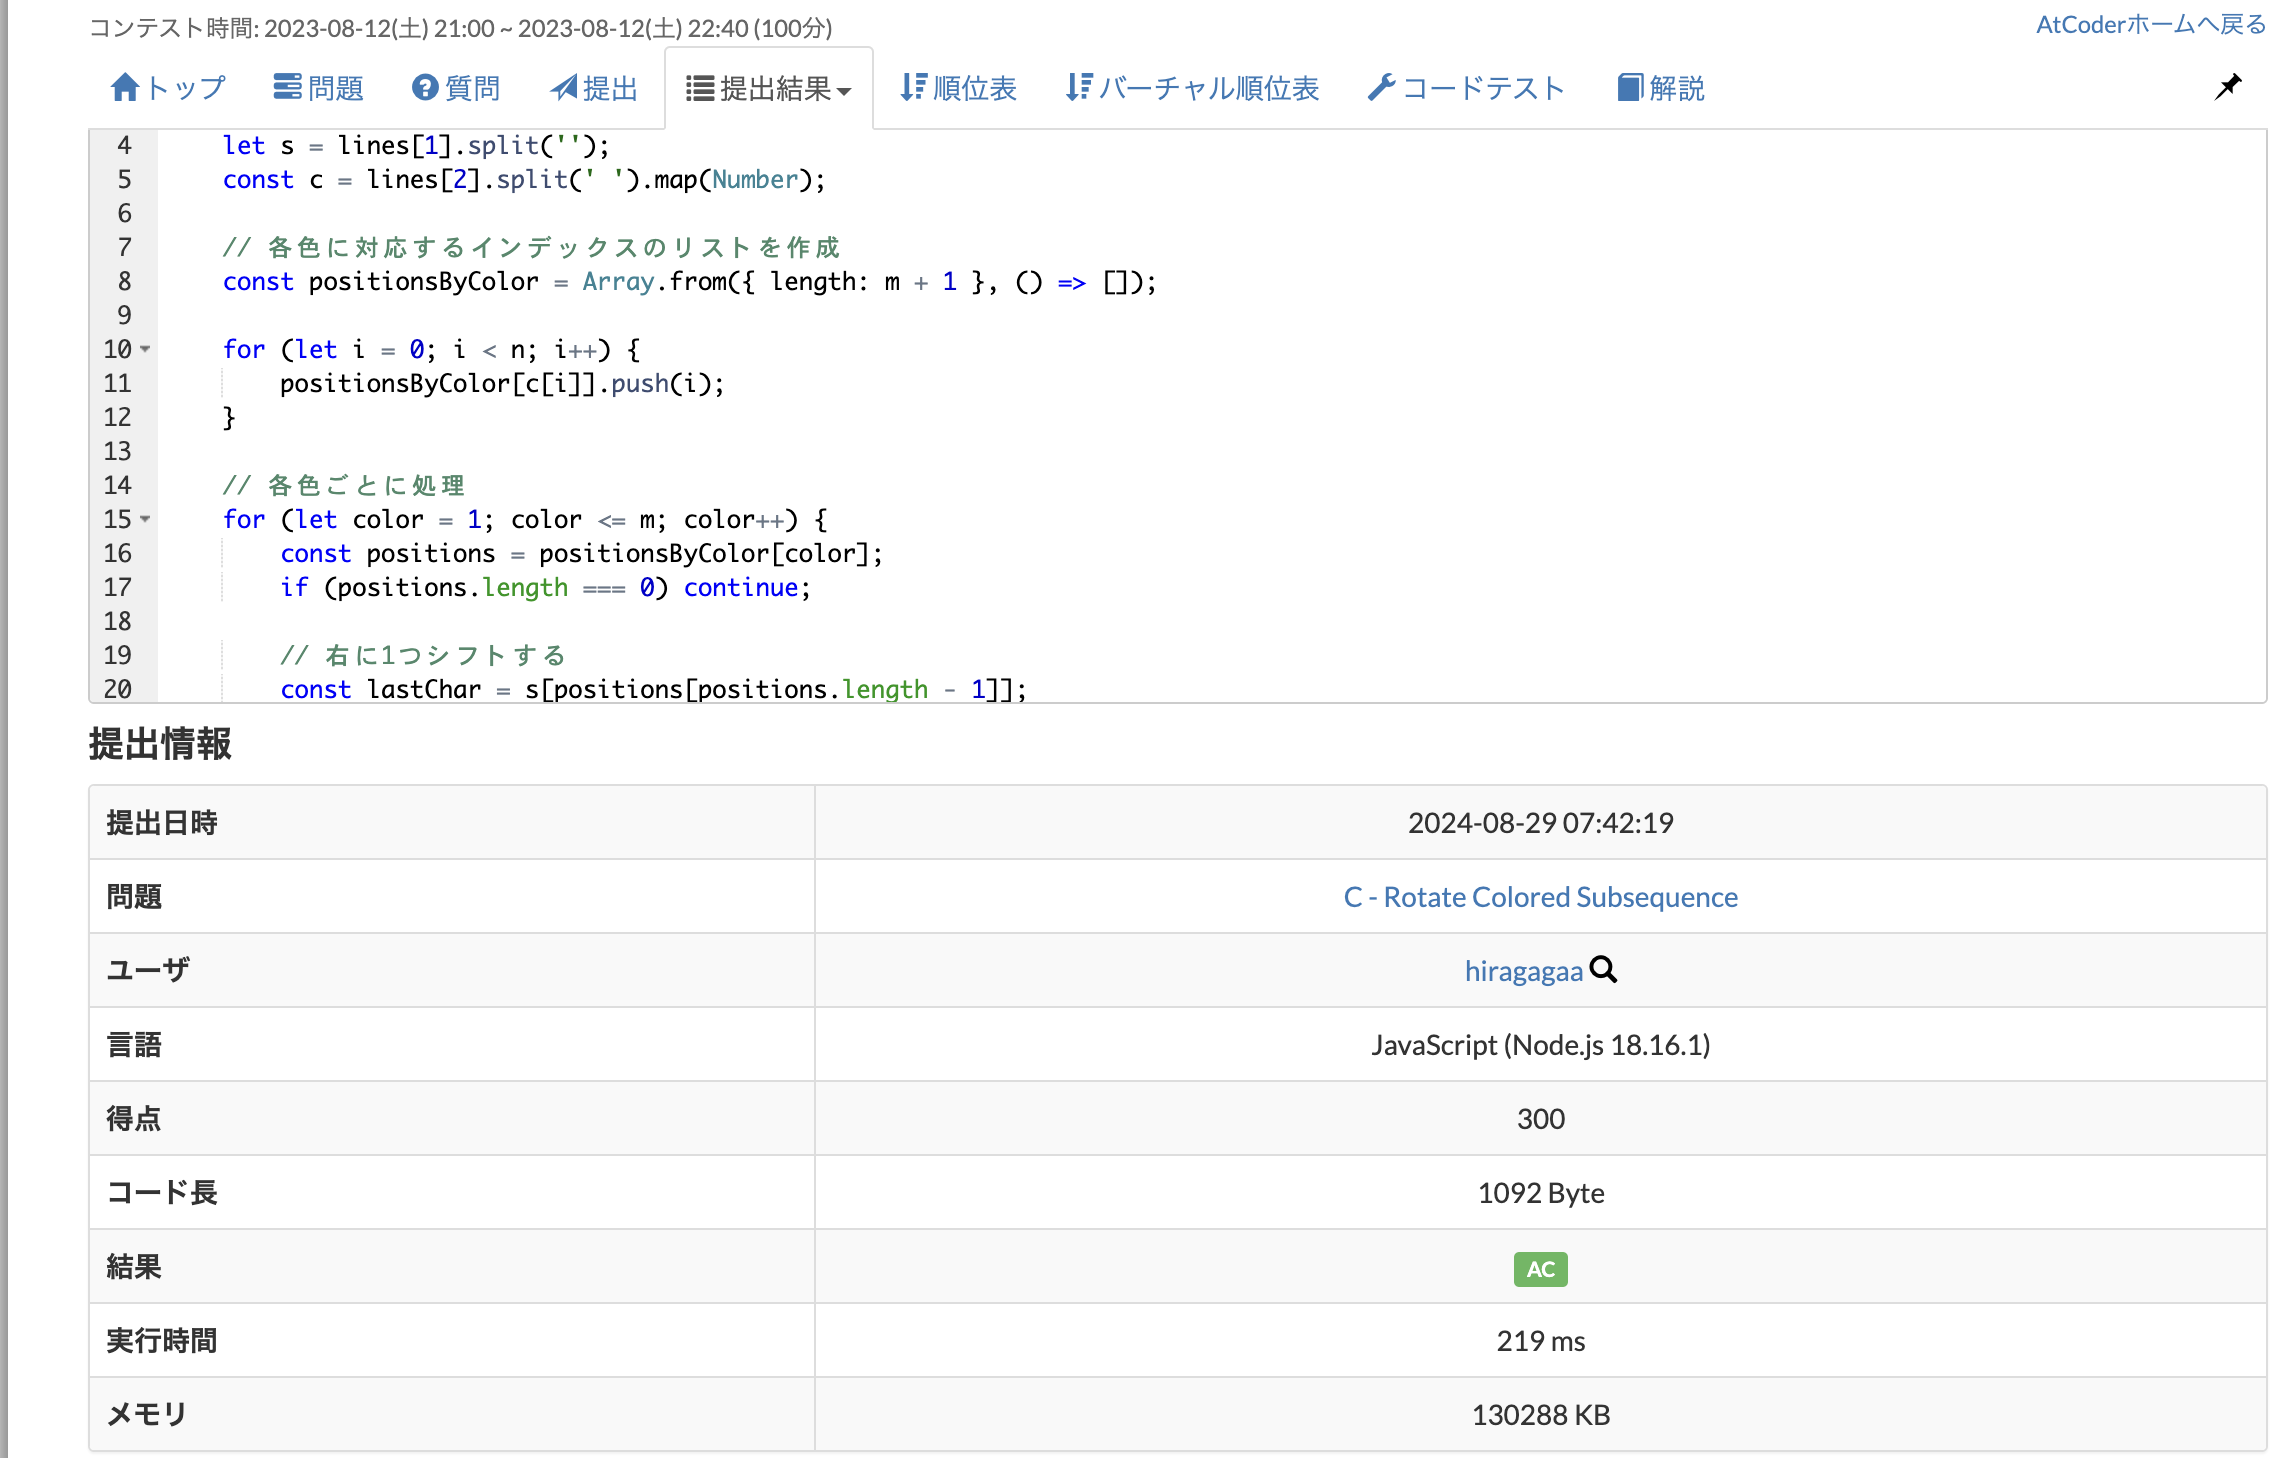 コンテスト時間: 2023-08-12(土) 21:00 ~ 2023-08-12(土) 22:40 (100分)
AtCoderホームへ戻る
トップ 問題 質問 提出 提出結果 順位表 バーチャル順位表 コードテスト 解説
4 let s = lines[1].split('');
5 const c = lines[2].split(' ').map(Number);
6
7 // 各色に対応するインデックスのリストを作成
8 const positionsByColor = Array.from({ length: m + 1 }, () => []);
9
10 for (let i = 0; i < n; i++) {
11 positionsByColor[c[i]].push(i);
12 }
13
14 // 各色ごとに処理
15 for (let color = 1; color <= m; color++) {
16 const positions = positionsByColor[color];
17 if (positions.length === 0) continue;
18
19 // 右に1つシフトする
20 const lastChar = s[positions[positions.length - 1]];
提出情報
提出日時 2024-08-29 07:42:19
問題 C - Rotate Colored Subsequence
ユーザ hiragagaa
言語 JavaScript (Node.js 18.16.1)
得点 300
コード長 1092 Byte
結果 AC
実行時間 219 ms
メモリ 130288 KB